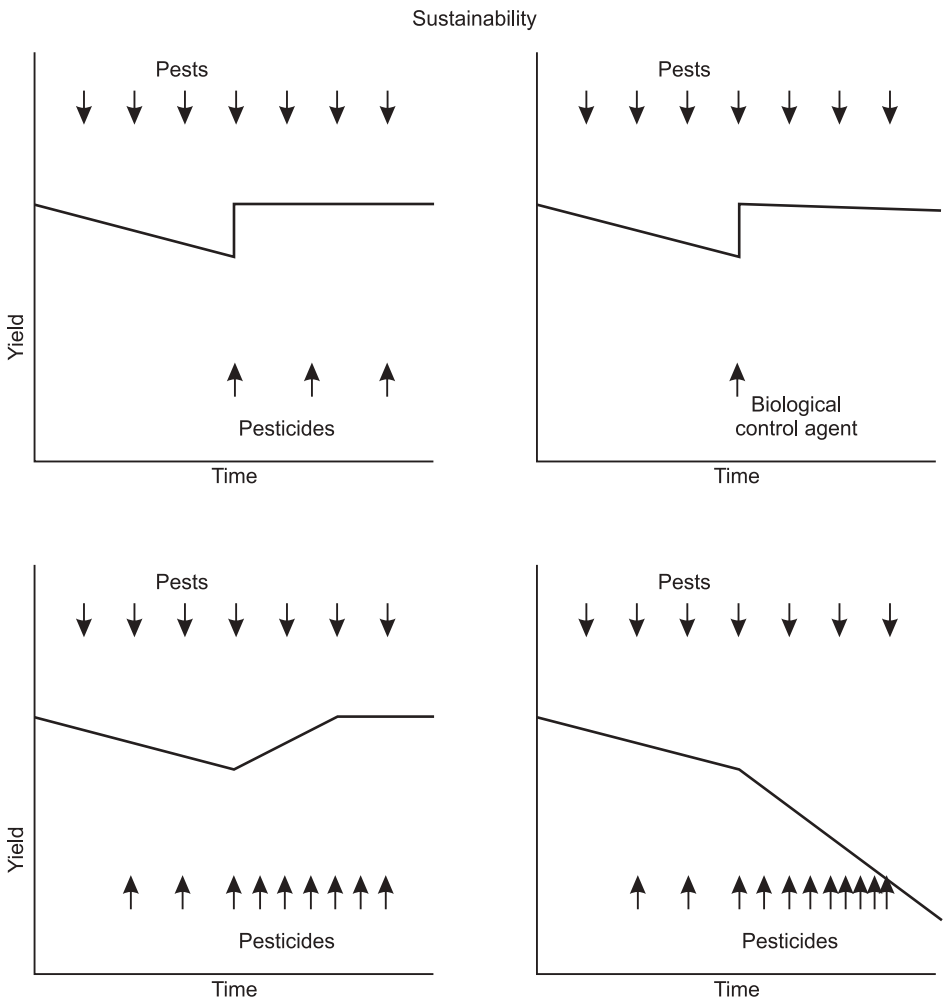 Sustainability
Pests
Pests
Yield
Pesticides
Biological
control agent
Time
Time
Pests
Pests
Yield
Pesticides
Pesticides
Time
Time